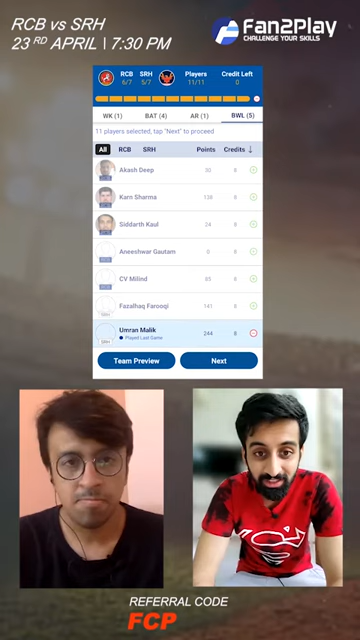 RCB vs SRH
23 RD APRIL | 7:30 PM
Fan2Play
CHALLENGE YOUR SKILLS
RCB SRH Players Credit Left
6/7 5/7 11/11 0
WK (1) BAT (4) AR (1) BWL (5)
11 players selected, tap "Next" to proceed
All RCB SRH Points Credits ↓
Akash Deep 8
Karn Sharma 138 8
Siddarth Kaul 24 8
Aneeshwar Gautam 0 8
CV Milind 8
Fazalhaq Farooqi 141 8
SRH
Umran Malik 244 8
Played Last Game
SRH
Team Preview Next
REFERRAL CODE
FCP